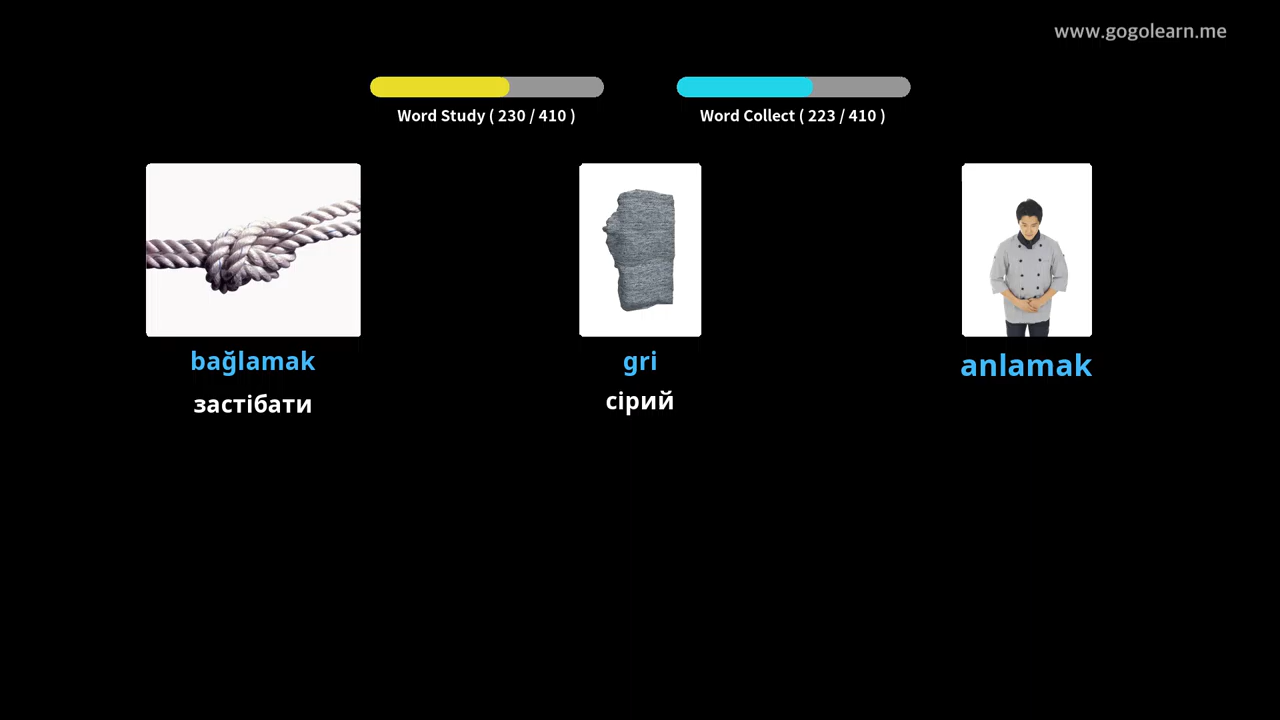 www.gogolearn.me
Word Study ( 230 / 410 )
Word Collect ( 223 / 410 )
bağlamak
gri
anlamak
застібати
сірий